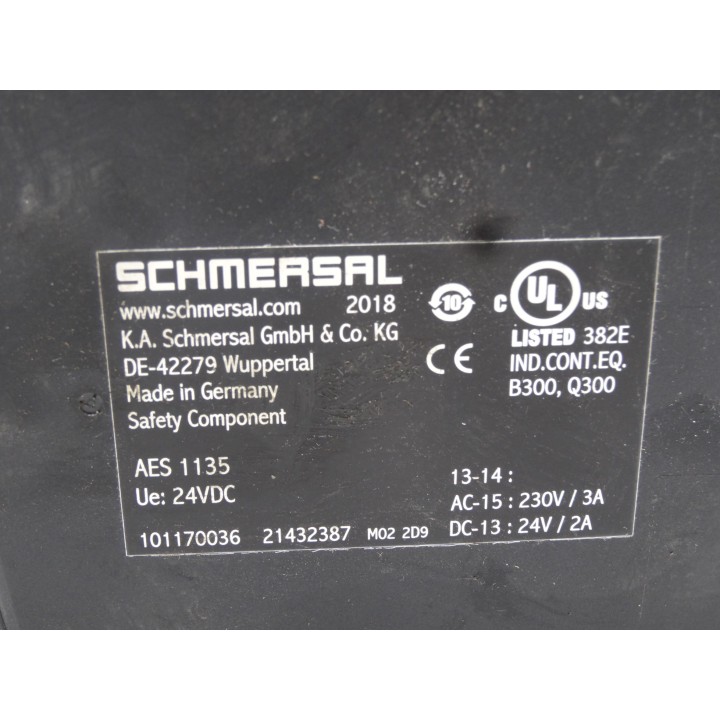 SCHMERSAL
www.schmersal.com 2018
K.A. Schmersal GmbH & Co. KG
DE-42279 Wuppertal
Made in Germany
Safety Component
10
C UL US
LISTED 382E
CE
IND.CONT.EQ.
B300, Q300
AES 1135
Ue: 24VDC
13-14 :
AC-15 : 230V / 3A
DC-13 : 24V / 2A
101170036 21432387 M02 2D9